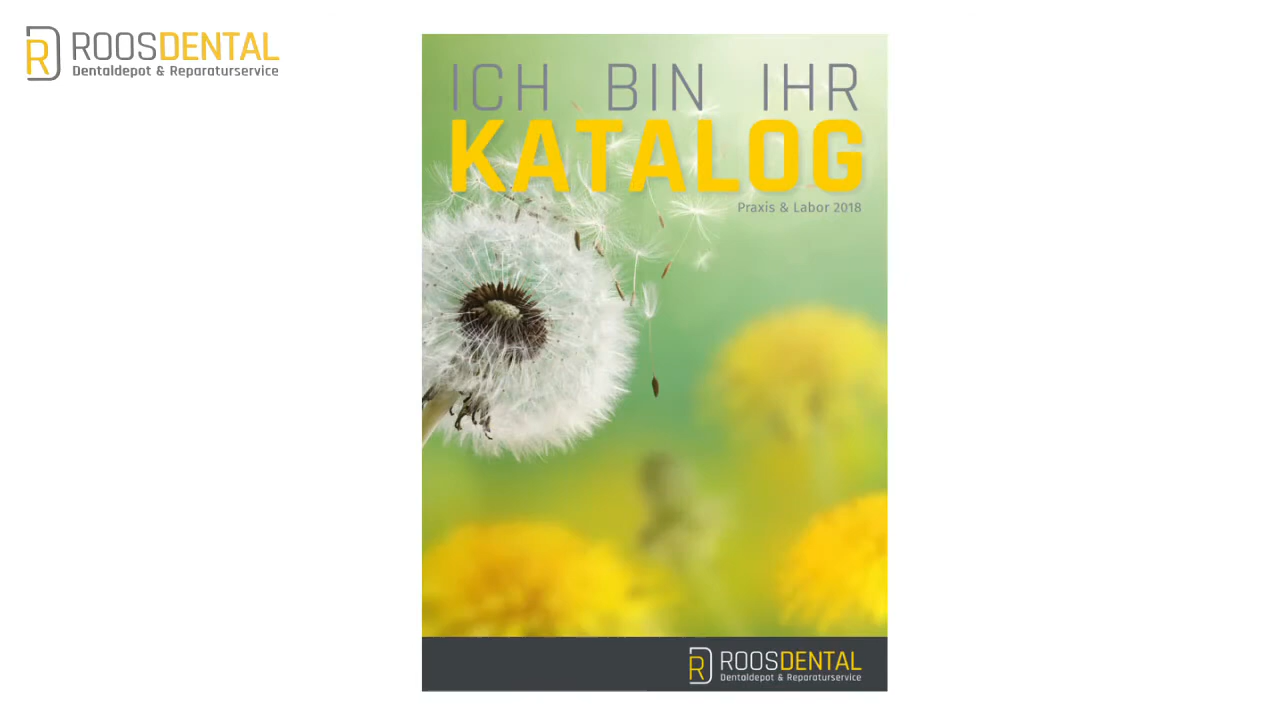 ROOSDENTAL
Dentaldepot & Reparaturservice
ICH BIN IHR
KATALOG
Praxis & Labor 2018
ROOSDENTAL
Dentaldepot & Reparaturservice